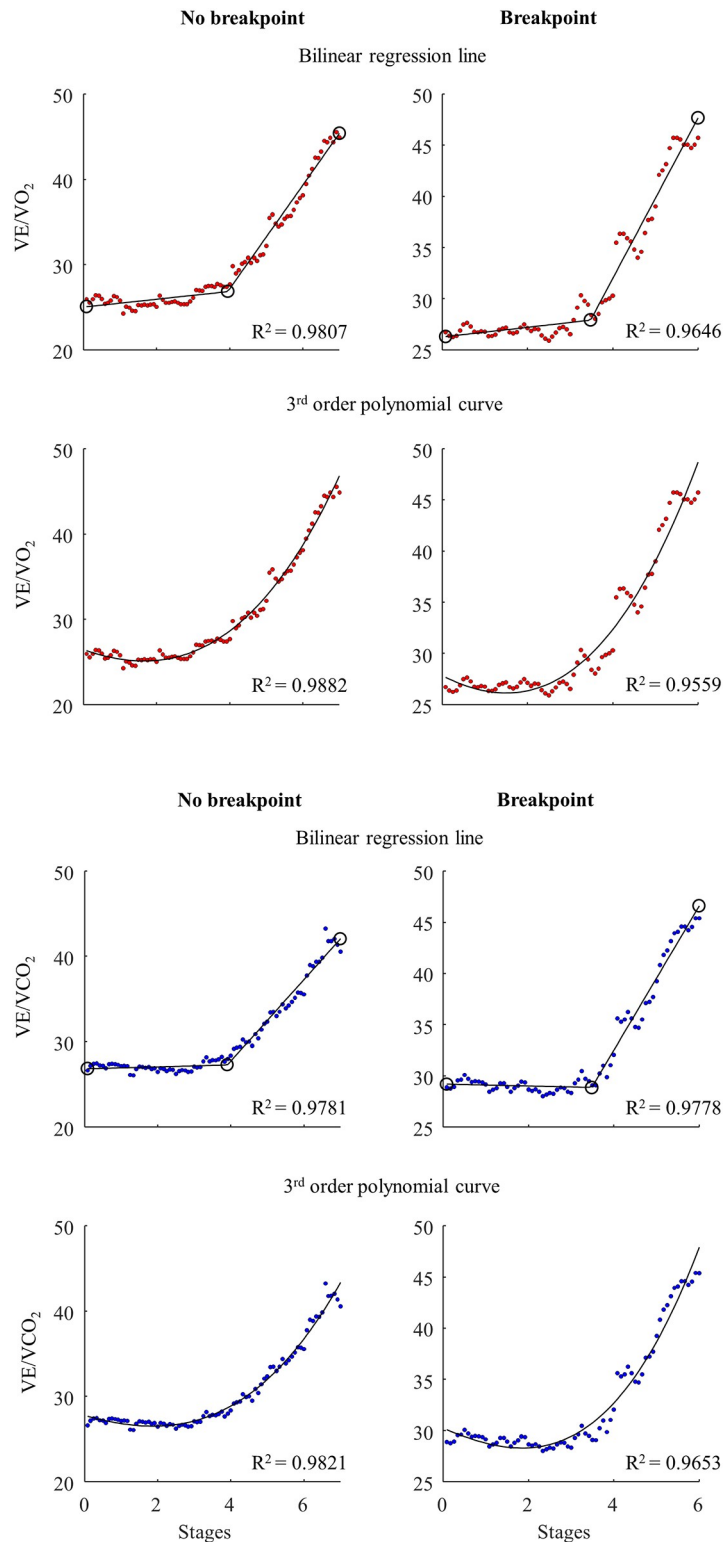 No breakpoint Breakpoint
Bilinear regression line
50 50
45
40
40
VE/VO₂
35
30
30
R² = 0.9807 R² = 0.9646
20 25
3rd order polynomial curve
50 50
45
40
40
VE/VO₂
35
30
30
R² = 0.9882 R² = 0.9559
20 25
No breakpoint Breakpoint
Bilinear regression line
50 50
45
40
40
VE/VCO₂
35
30
30
R² = 0.9781 R² = 0.9778
20 25
3rd order polynomial curve
50 50
45
40
40
VE/VCO₂
35
30
30
R² = 0.9821 R² = 0.9653
20 25
0 2 4 6 0 2 4 6
Stages Stages